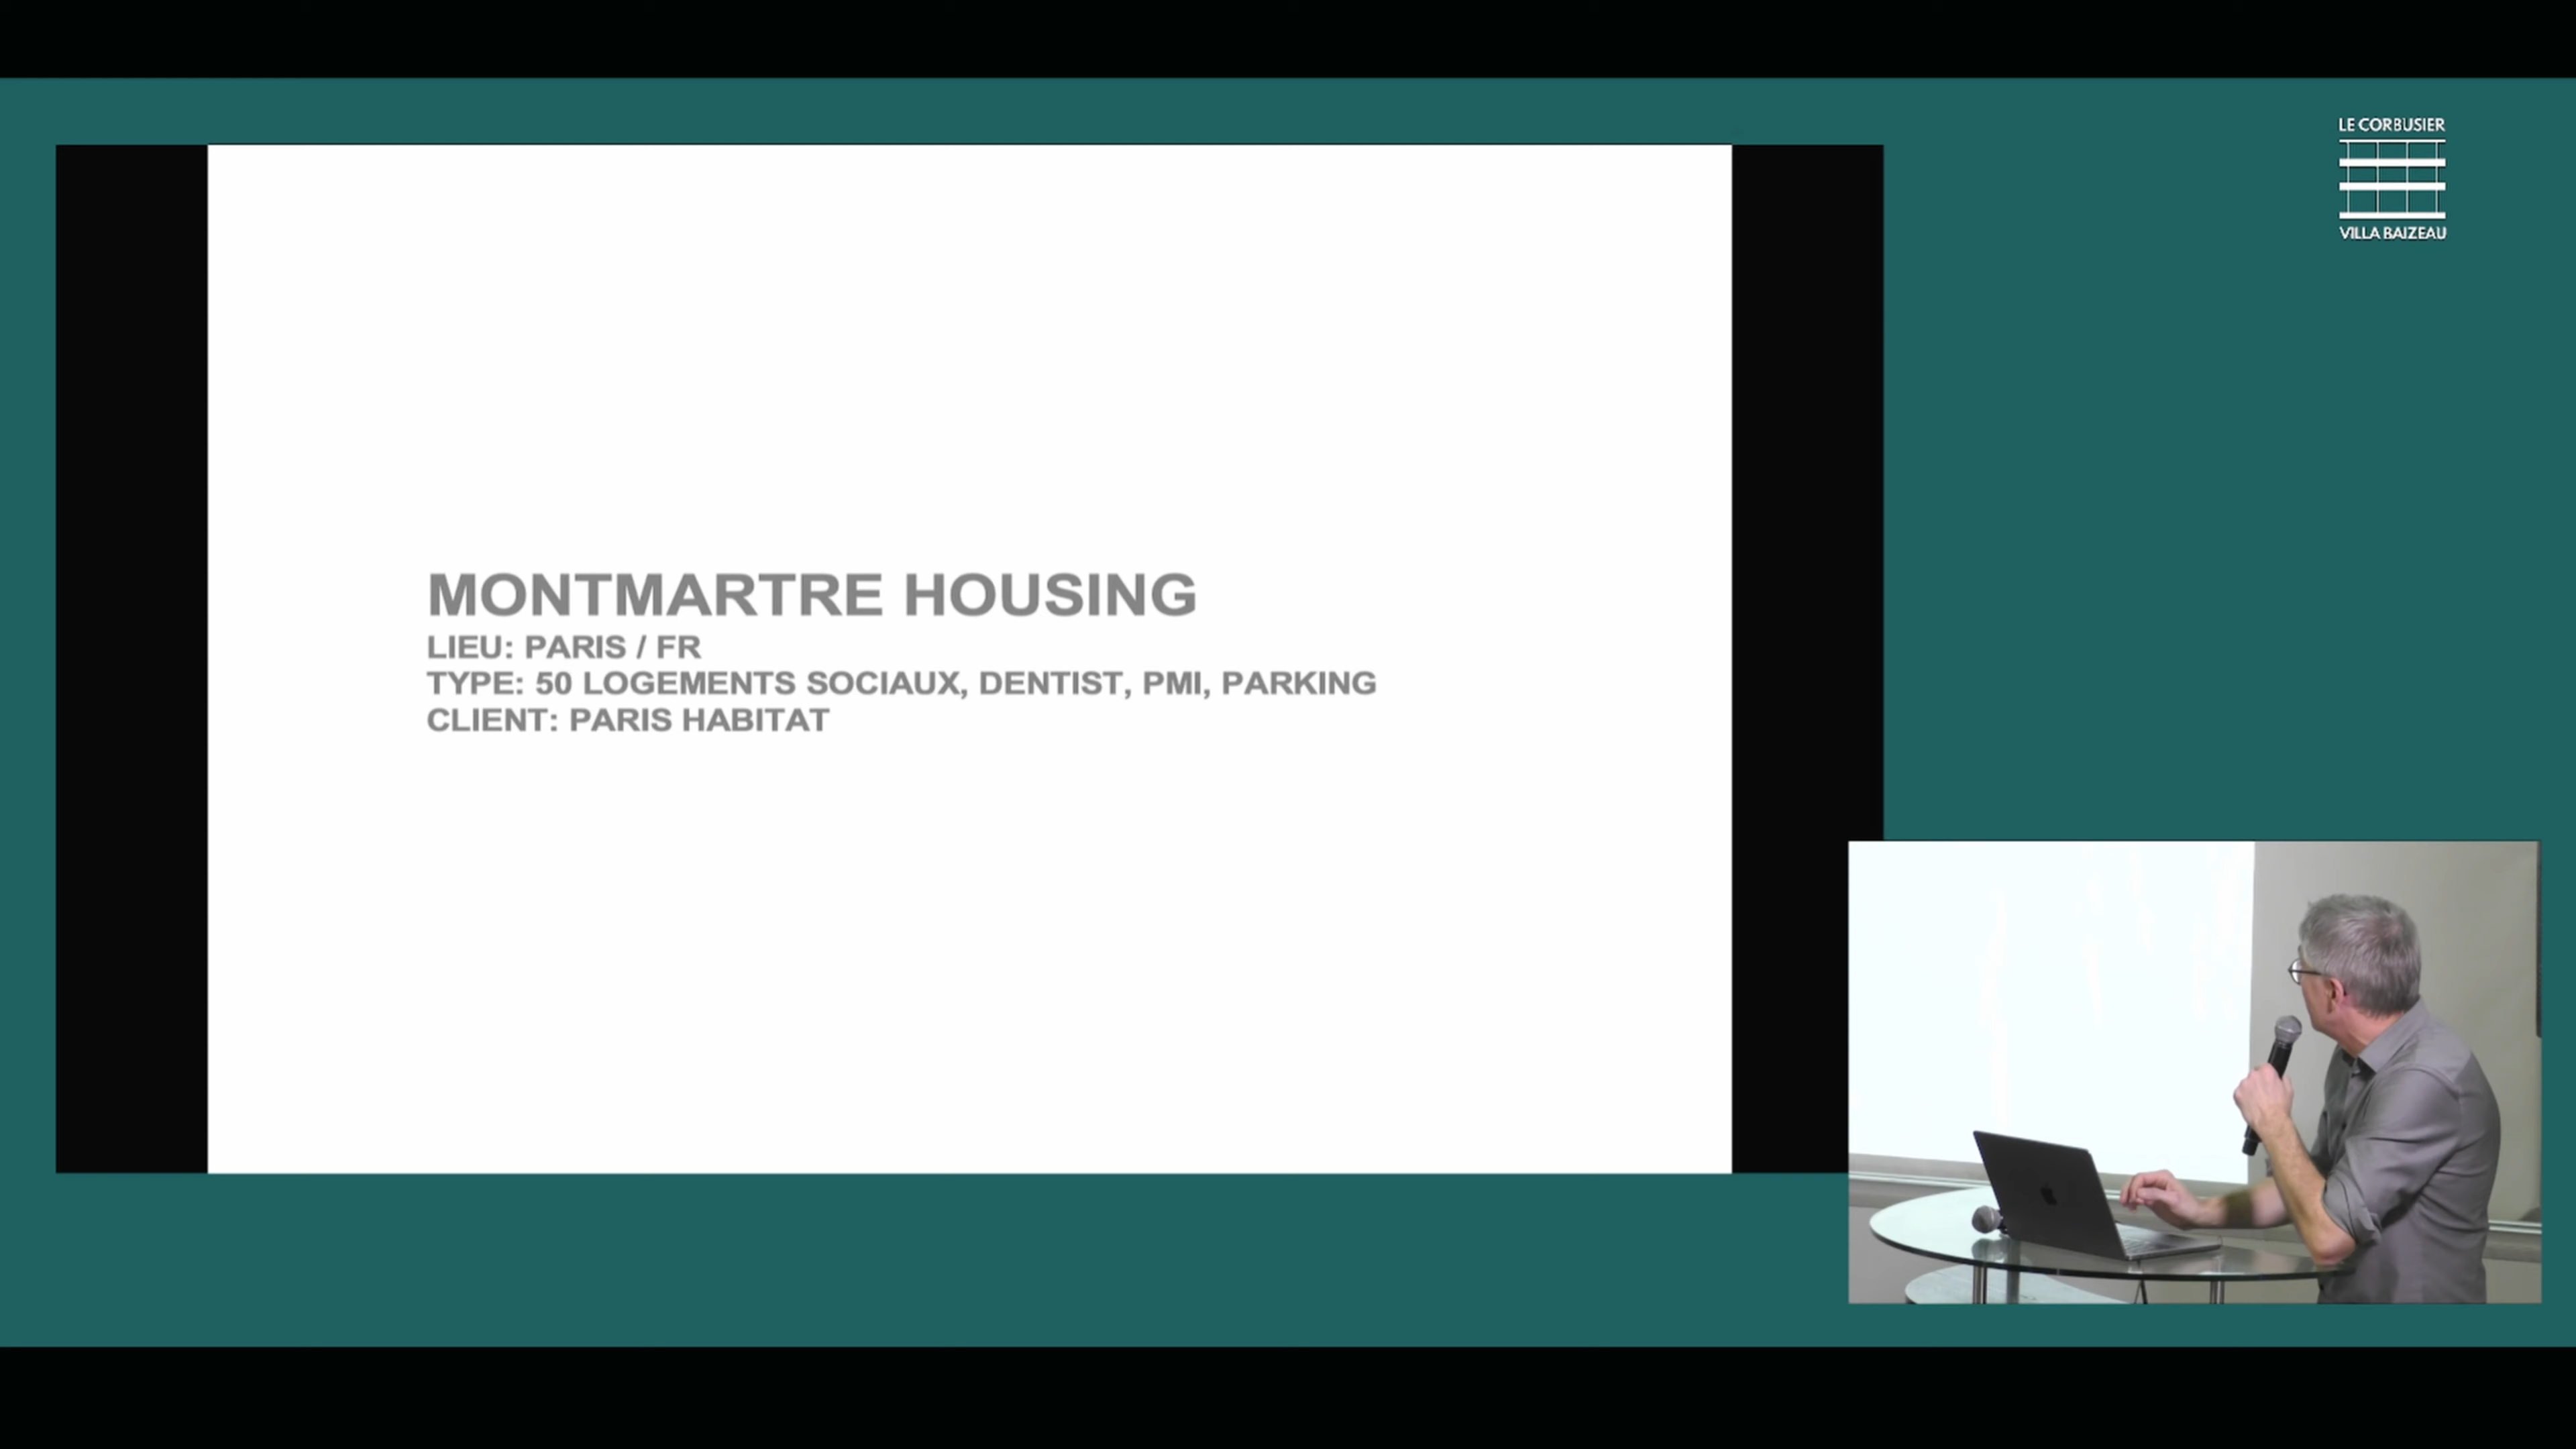 LE CORBUSIER
VILLA BAIZEAU
MONTMARTRE HOUSING
LIEU: PARIS / FR
TYPE: 50 LOGEMENTS SOCIAUX, DENTIST, PMI, PARKING
CLIENT: PARIS HABITAT